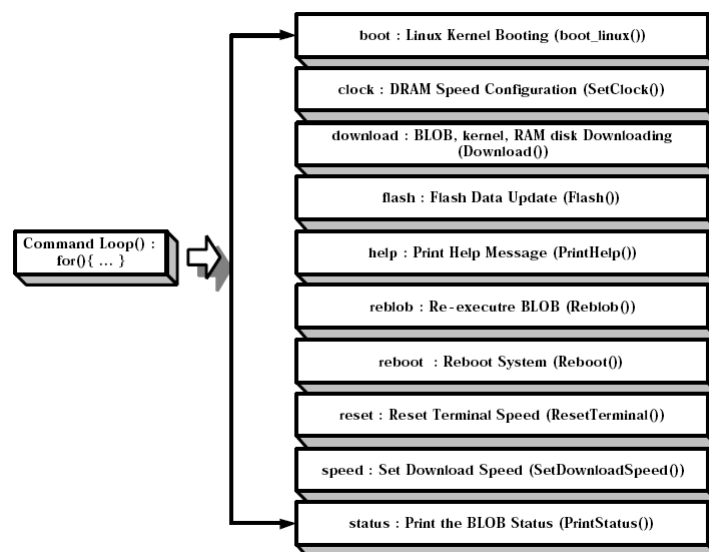 boot : Linux Kernel Booting (boot_linux())
clock : DRAM Speed Configuration (SetClock())
download : BLOB, kernel, RAM disk Downloading
(Download())
flash : Flash Data Update (Flash())
Command Loop() :
for(){ ... }
help : Print Help Message (PrintHelp())
reblob : Re-executre BLOB (Reblob())
reboot : Reboot System (Reboot())
reset : Reset Terminal Speed (ResetTerminal())
speed : Set Download Speed (SetDownloadSpeed())
status : Print the BLOB Status (PrintStatus())